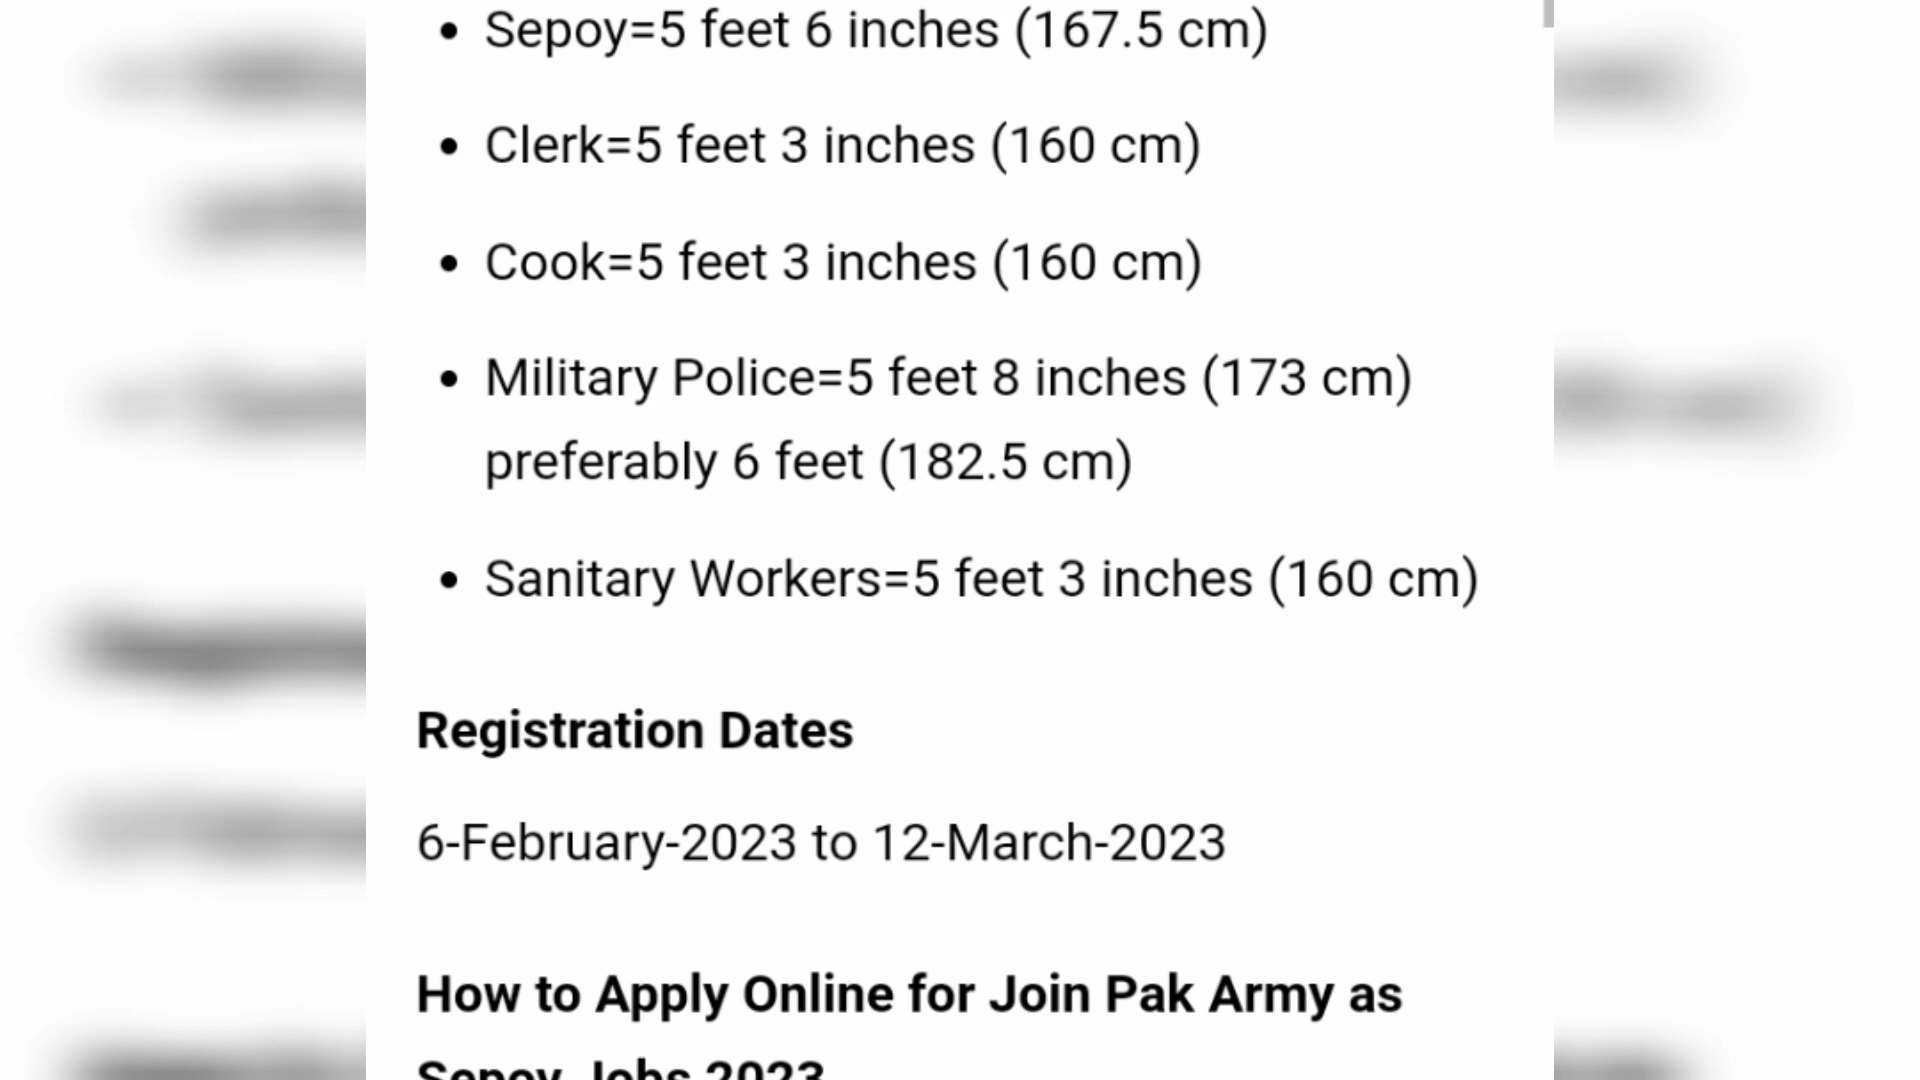 Sepoy=5 feet 6 inches (167.5 cm)
Clerk=5 feet 3 inches (160 cm)
Cook=5 feet 3 inches (160 cm)
Military Police=5 feet 8 inches (173 cm)
preferably 6 feet (182.5 cm)
Sanitary Workers=5 feet 3 inches (160 cm)
Registration Dates
6-February-2023 to 12-March-2023
How to Apply Online for Join Pak Army as
Sepoy Jobs 2023